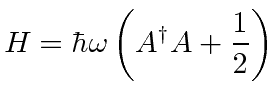 H = ħω ( A†A + 1/2 )